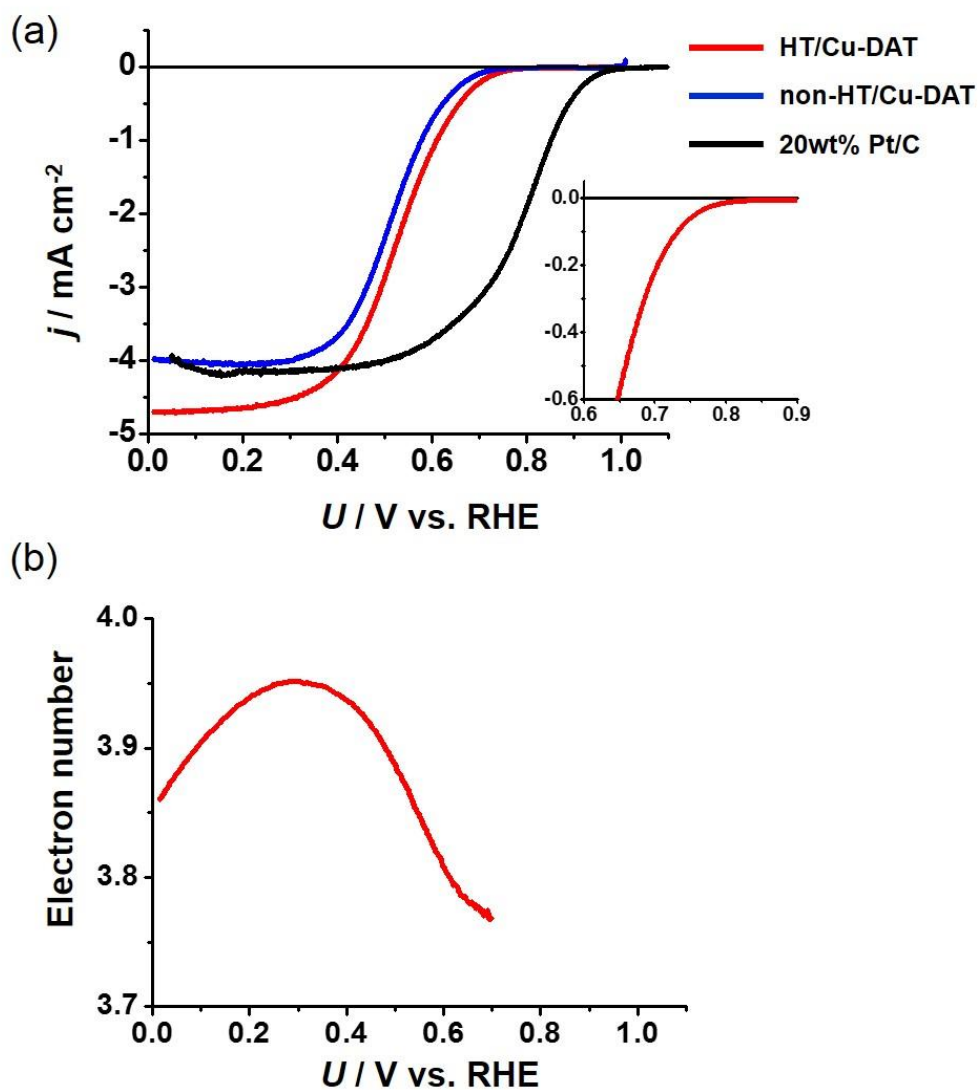 (a)
HT/Cu-DAT
non-HT/Cu-DAT
20wt% Pt/C
0
-1
-2
-3
-4
-5
j / mA cm-2
0.0 0.2 0.4 0.6 0.8 1.0
U / V vs. RHE
0.0
-0.2
-0.4
-0.6
0.6 0.7 0.8 0.9
(b)
4.0
3.9
3.8
3.7
Electron number
0.0 0.2 0.4 0.6 0.8 1.0
U / V vs. RHE